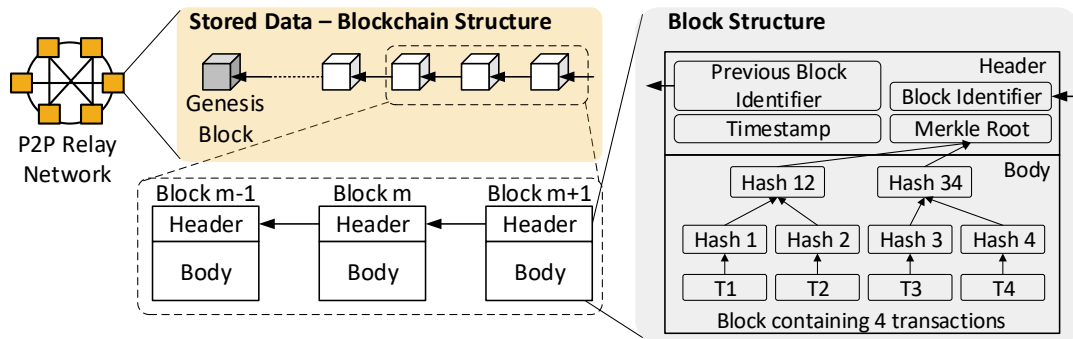 Stored Data – Blockchain Structure
Genesis
Block
P2P Relay
Network
Block m-1
Block m
Block m+1
Header
Header
Header
Body
Body
Body
Block Structure
Header
Previous Block
Identifier
Block Identifier
Timestamp
Merkle Root
Body
Hash 12
Hash 34
Hash 1
Hash 2
Hash 3
Hash 4
T1
T2
T3
T4
Block containing 4 transactions